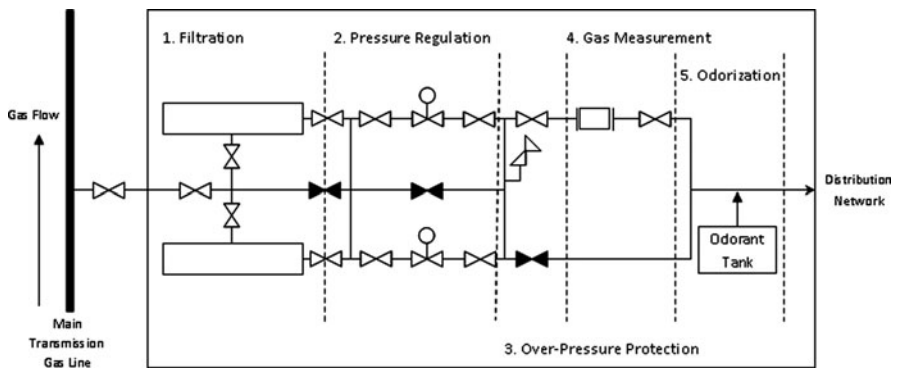 1. Filtration
2. Pressure Regulation
4. Gas Measurement
5. Odorization
Gas Flow
Distribution
Network
Odorant
Tank
Main
Transmission
Gas Line
3. Over-Pressure Protection